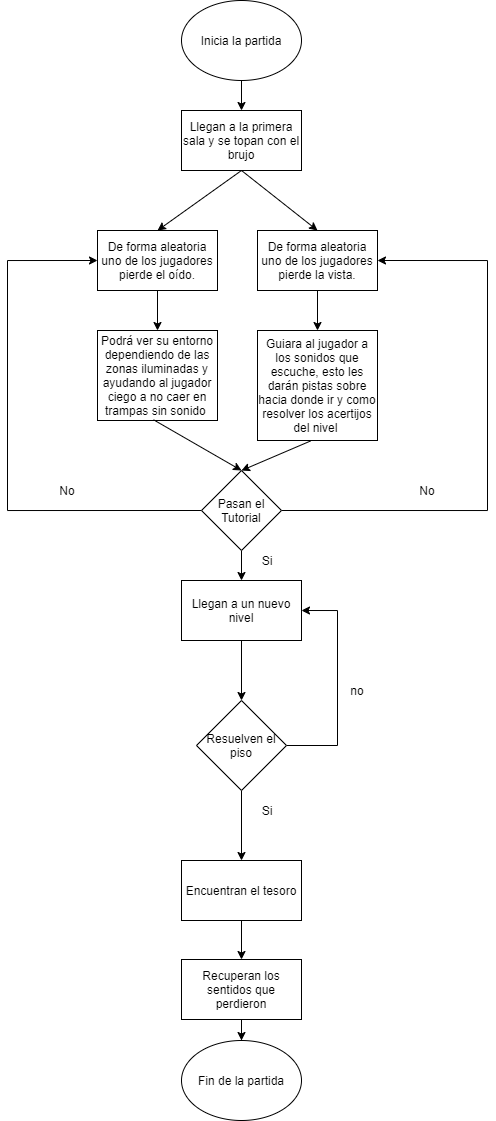 Inicia la partida
Llegan a la primera
sala y se topan con el
brujo
De forma aleatoria
uno de los jugadores
pierde el oído.
De forma aleatoria
uno de los jugadores
pierde la vista.
Podrá ver su entorno
dependiendo de las
zonas iluminadas y
ayudando al jugador
ciego a no caer en
trampas sin sonido
Guiara al jugador a
los sonidos que
escuche, esto les
darán pistas sobre
hacia donde ir y como
resolver los acertijos
del nivel
No
Pasan el
Tutorial
No
Si
Llegan a un nuevo
nivel
no
Resuelven el
piso
Si
Encuentran el tesoro
Recuperan los
sentidos que
perdieron
Fin de la partida